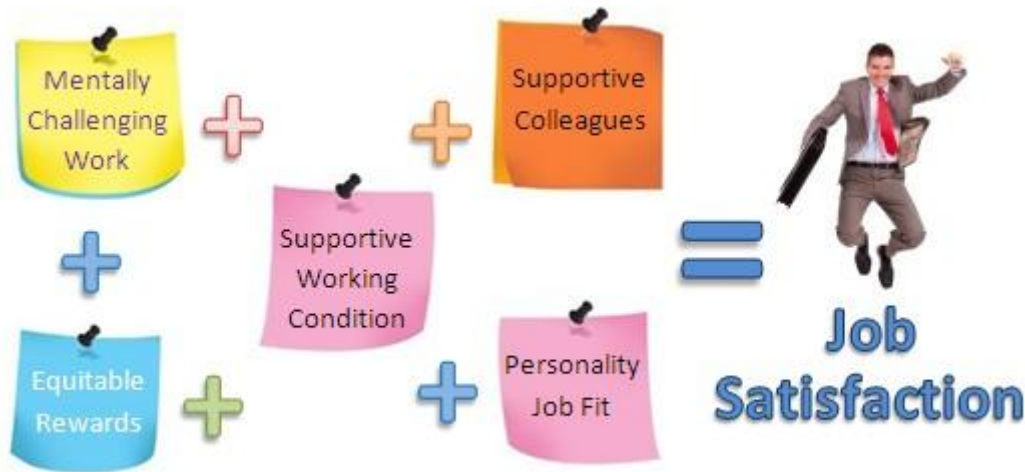 Mentally
Challenging
Work
Supportive
Colleagues
Supportive
Working
Condition
Equitable
Rewards
Personality
Job Fit
Job
Satisfaction